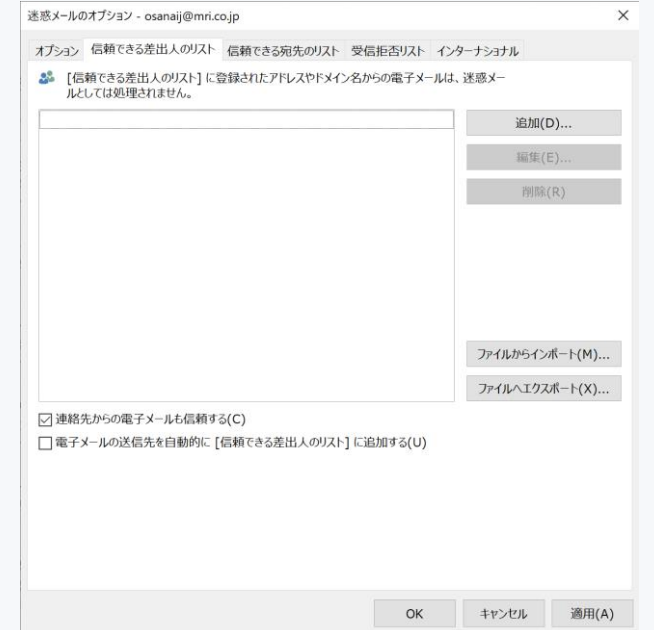 迷惑メールのオプション - osanaij@mri.co.jp
オプション 信頼できる差出人のリスト 信頼できる宛先のリスト 受信拒否リスト インターナショナル
[信頼できる差出人のリスト] に登録されたアドレスやドメイン名からの電子メールは、迷惑メー
ルとしては処理されません。
追加(D)...
編集(E)...
削除(R)
ファイルからインポート(M)...
ファイルへエクスポート(X)...
連絡先からの電子メールも信頼する(C)
電子メールの送信先を自動的に [信頼できる差出人のリスト] に追加する(U)
OK キャンセル 適用(A)